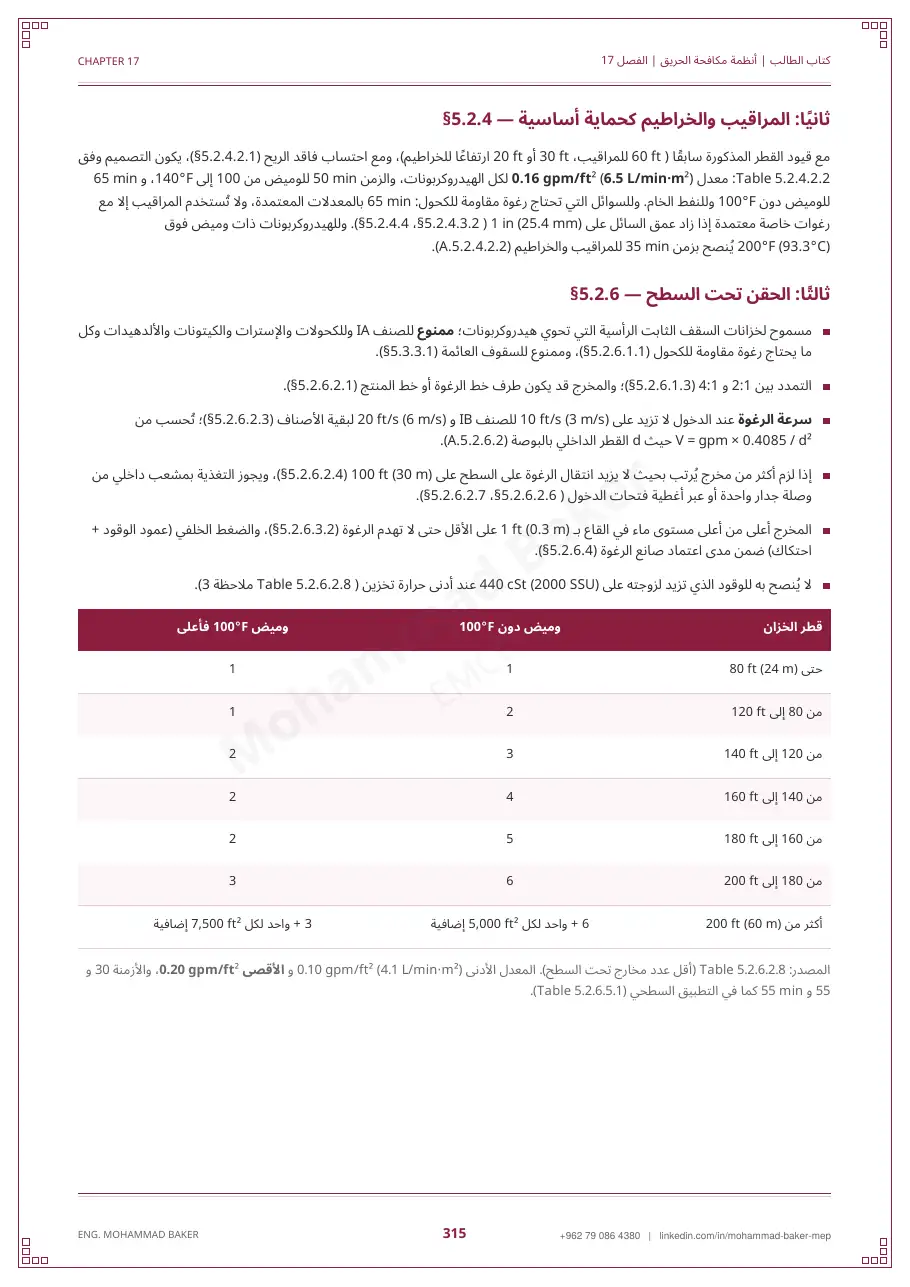 كتاب الطالب | أنظمة مكافحة الحريق | الفصل 17
CHAPTER 17
ثانيًا: المراقيب والخراطيم كحماية أساسية — §5.2.4
مع قيود القطر المذكورة سابقًا ( 60 ft للمراقيب، 30 ft أو 20 ft ارتفاعًا للخراطيم)، ومع احتساب فاقد الريح (§5.2.4.2.1)، يكون التصميم وفق
Table 5.2.4.2.2: معدل 0.16 gpm/ft² (6.5 L/min·m²) لكل الهيدروكربونات، والزمن 50 min للوميض من 100 إلى 140°F، و 65 min
للوميض دون 100°F وللنفط الخام. وللسوائل التي تحتاج رغوة مقاومة للكحول: 65 min بالمعدلات المعتمدة، ولا تُستخدم المراقيب إلا مع
رغوات خاصة معتمدة إذا زاد عمق السائل على 1 in (25.4 mm) ( §5.2.4.3.2، §5.2.4.4). وللهيدروكربونات ذات وميض فوق
200°F (93.3°C) يُنصح بزمن 35 min للمراقيب والخراطيم (A.5.2.4.2.2).
ثالثًا: الحقن تحت السطح — §5.2.6
▪ مسموح لخزانات السقف الثابت الرأسية التي تحوي هيدروكربونات؛ ممنوع للصنف IA وللكحولات والإسترات والكيتونات والألدهيدات وكل
ما يحتاج رغوة مقاومة للكحول (§5.2.6.1.1)، وممنوع للسقوف العائمة (§5.3.3.1).
▪ التمدد بين 2:1 و 4:1 (§5.2.6.1.3)؛ والمخرج قد يكون طرف خط الرغوة أو خط المنتج (§5.2.6.2.1).
▪ سرعة الرغوة عند الدخول لا تزيد على 10 ft/s (3 m/s) للصنف IB و 20 ft/s (6 m/s) لبقية الأصناف (§5.2.6.2.3)؛ تُحسب من
V = gpm × 0.4085 / d² حيث d القطر الداخلي بالبوصة (A.5.2.6.2).
▪ إذا لزم أكثر من مخرج يُرتب بحيث لا يزيد انتقال الرغوة على السطح على 100 ft (30 m) (§5.2.6.2.4)، ويجوز التغذية بمشعب داخلي من
وصلة جدار واحدة أو عبر أغطية فتحات الدخول ( §5.2.6.2.6، §5.2.6.2.7).
▪ المخرج أعلى من أعلى مستوى ماء في القاع بـ 1 ft (0.3 m) على الأقل حتى لا تهدم الرغوة (§5.2.6.3.2)، والضغط الخلفي (عمود الوقود +
احتكاك) ضمن مدى اعتماد صانع الرغوة (§5.2.6.4).
▪ لا يُنصح به للوقود الذي تزيد لزوجته على 440 cSt (2000 SSU) عند أدنى حرارة تخزين ( Table 5.2.6.2.8 ملاحظة 3).
قطر الخزان وميض دون 100°F وميض 100°F فأعلى
حتى 80 ft (24 m) 1 1
من 80 إلى 120 ft 2 1
من 120 إلى 140 ft 3 2
من 140 إلى 160 ft 4 2
من 160 إلى 180 ft 5 2
من 180 إلى 200 ft 6 3
أكثر من 200 ft (60 m) 6 + واحد لكل 5,000 ft² إضافية 3 + واحد لكل 7,500 ft² إضافية
المصدر: Table 5.2.6.2.8 (أقل عدد مخارج تحت السطح). المعدل الأدنى 0.10 gpm/ft² (4.1 L/min·m²) و الأقصى 0.20 gpm/ft²، والأزمنة 30 و
55 و 55 min كما في التطبيق السطحي (Table 5.2.6.5.1).
Mohammad Baker
ENG. MOHAMMAD BAKER
315
+962 79 086 4380 | linkedin.com/in/mohammad-baker-mep